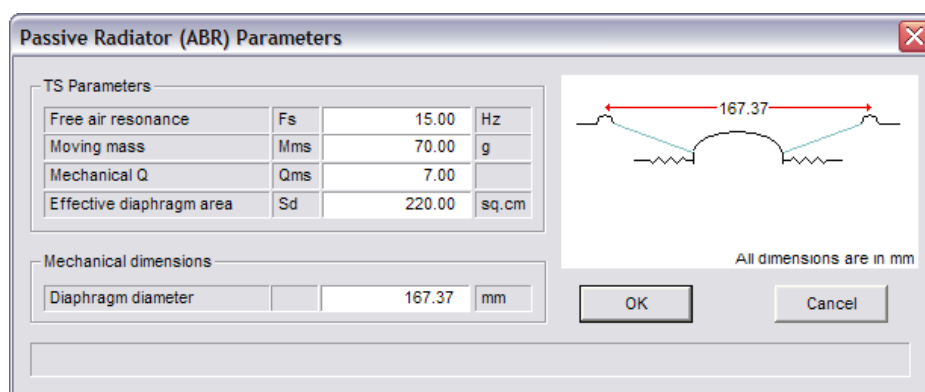 Passive Radiator (ABR) Parameters
TS Parameters
Free air resonance Fs 15.00 Hz
Moving mass Mms 70.00 g
Mechanical Q Qms 7.00
Effective diaphragm area Sd 220.00 sq.cm
167.37
All dimensions are in mm
Mechanical dimensions
Diaphragm diameter 167.37 mm
OK Cancel